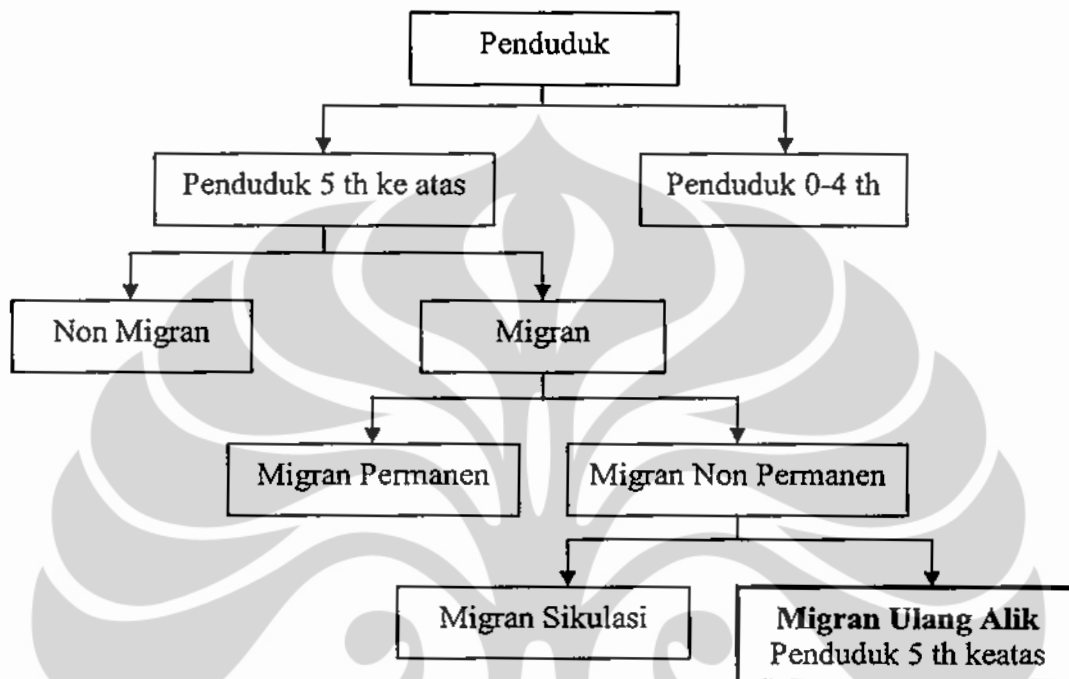 Penduduk
Penduduk 5 th ke atas
Penduduk 0-4 th
Non Migran
Migran
Migran Permanen
Migran Non Permanen
Migran Sikulasi
Migran Ulang Alik
Penduduk 5 th keatas